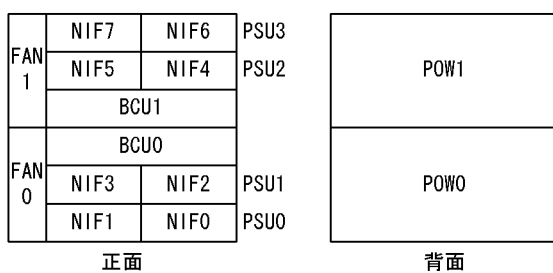 NIF7 NIF6 PSU3
FAN
1
NIF5 NIF4 PSU2
BCU1
BCU0
FAN
0
NIF3 NIF2 PSU1
NIF1 NIF0 PSU0
正面
POW1
POW0
背面